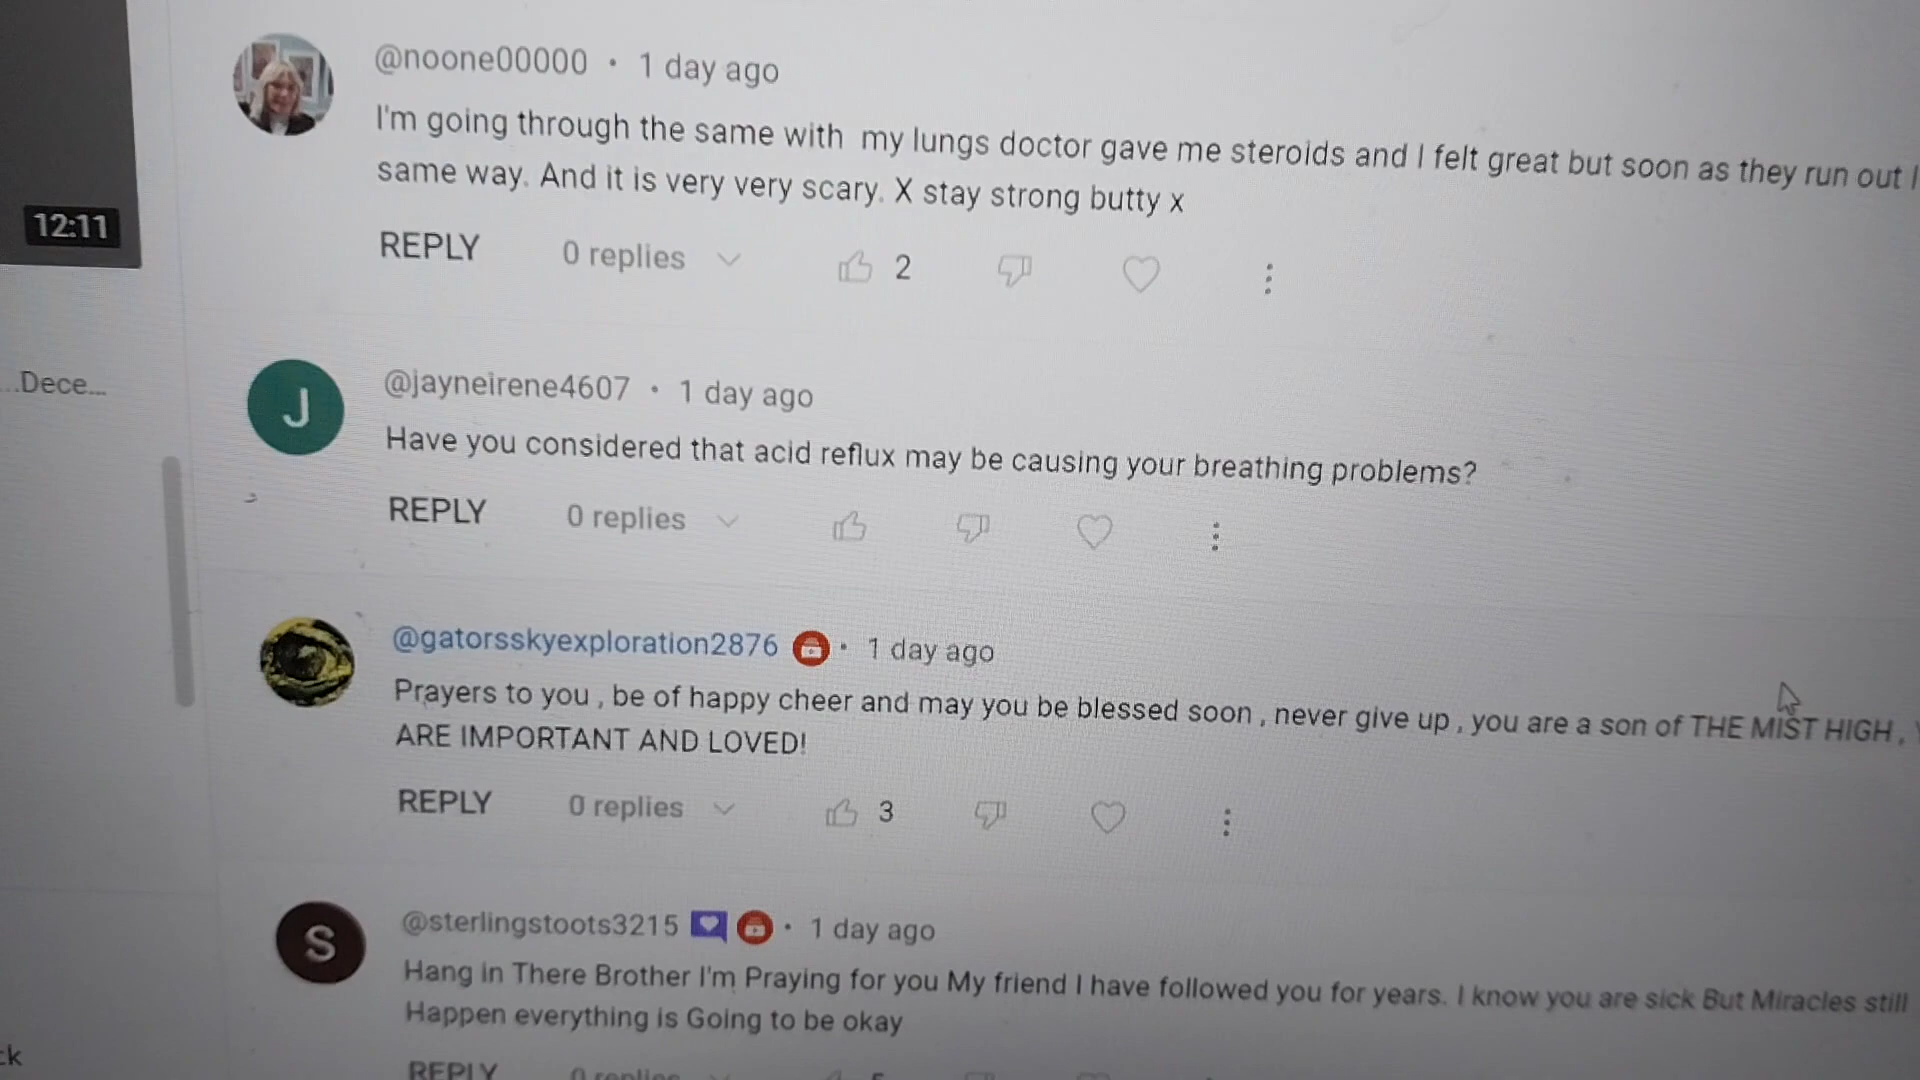 @noone00000 · 1 day ago
I'm going through the same with my lungs doctor gave me steroids and I felt great but soon as they run out I
same way. And it is very very scary. X stay strong butty x
12:11
REPLY 0 replies 2
...Dece...
@jayneirene4607 · 1 day ago
J
Have you considered that acid reflux may be causing your breathing problems?
REPLY 0 replies
@gatorsskyexploration2876 · 1 day ago
Prayers to you , be of happy cheer and may you be blessed soon , never give up , you are a son of THE MIST HIGH ,
ARE IMPORTANT AND LOVED!
REPLY 0 replies 3
@sterlingstoots3215 · 1 day ago
S
Hang in There Brother I'm Praying for you My friend I have followed you for years. I know you are sick But Miracles still
Happen everything is Going to be okay
ck
REPLY 0 replies